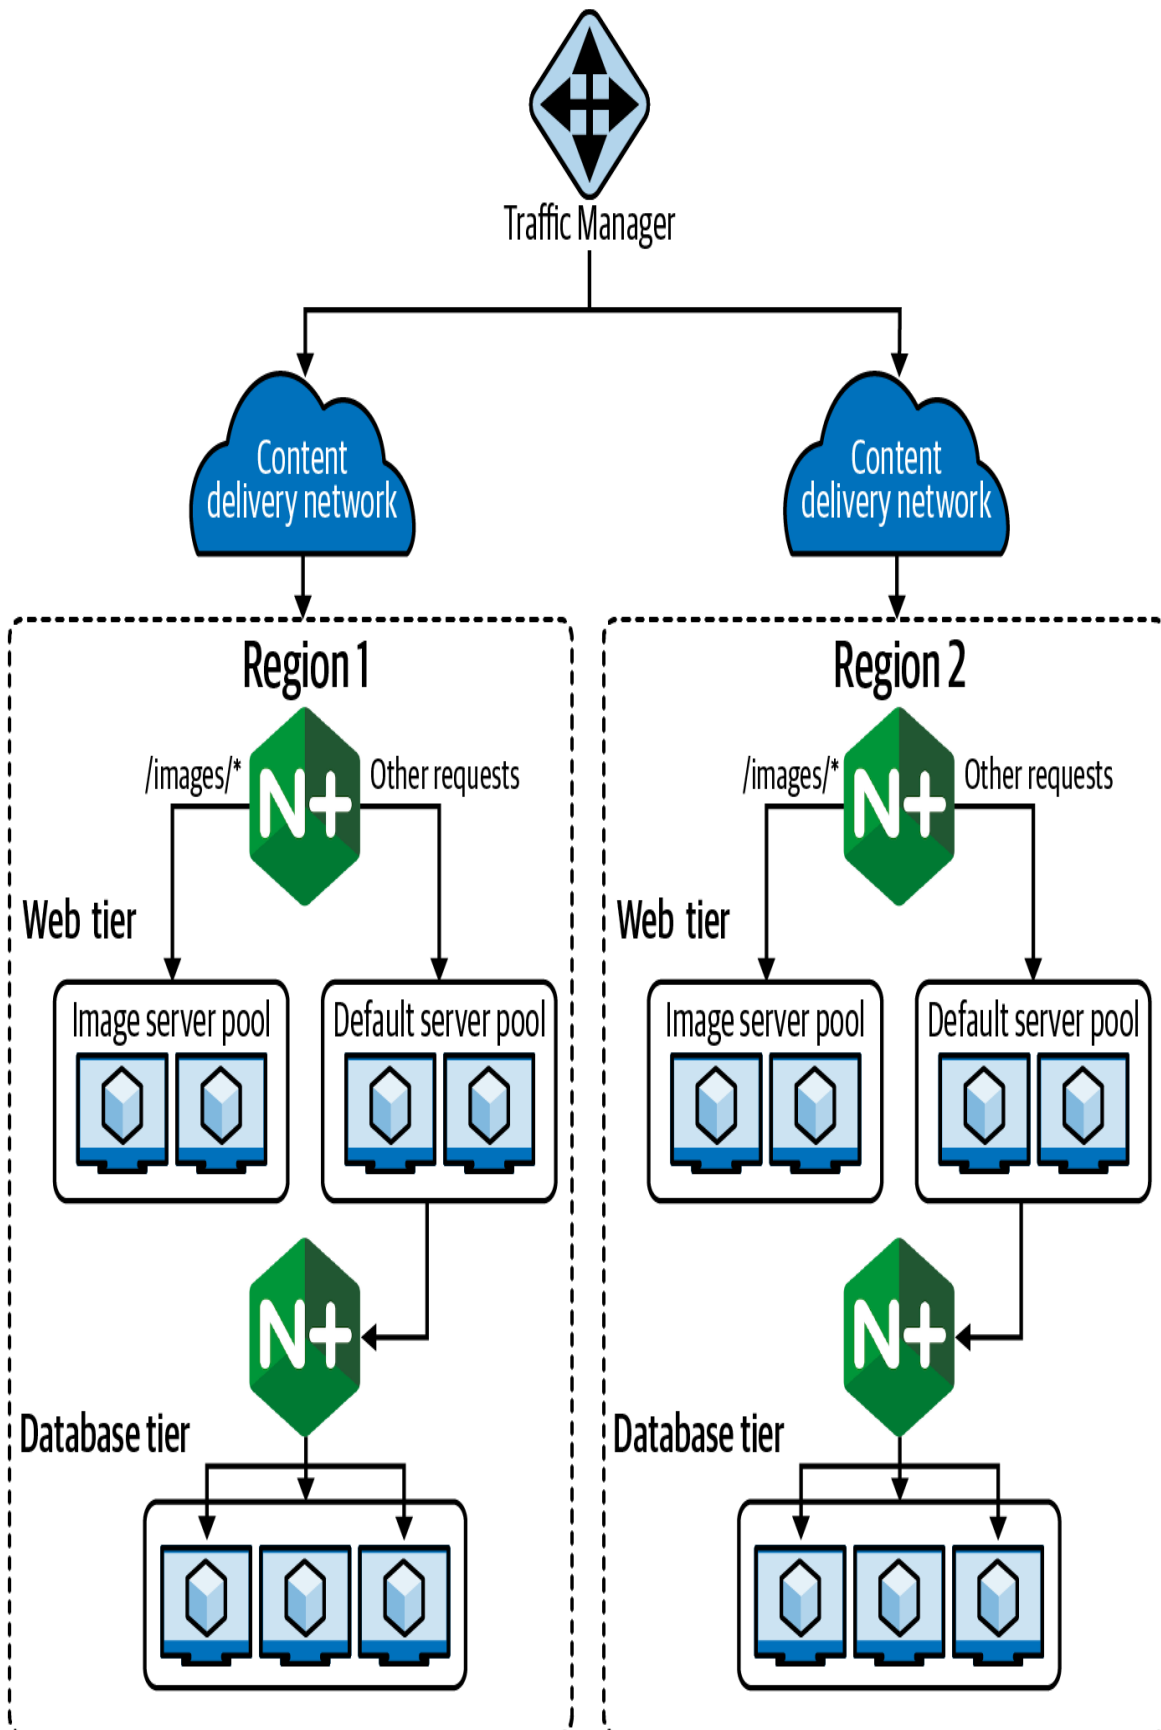 Traffic Manager
Content
delivery network
Content
delivery network
Region 1
/images/*
N+
Other requests
Web tier
Image server pool
Default server pool
N+
Database tier
Region 2
/images/*
N+
Other requests
Web tier
Image server pool
Default server pool
N+
Database tier